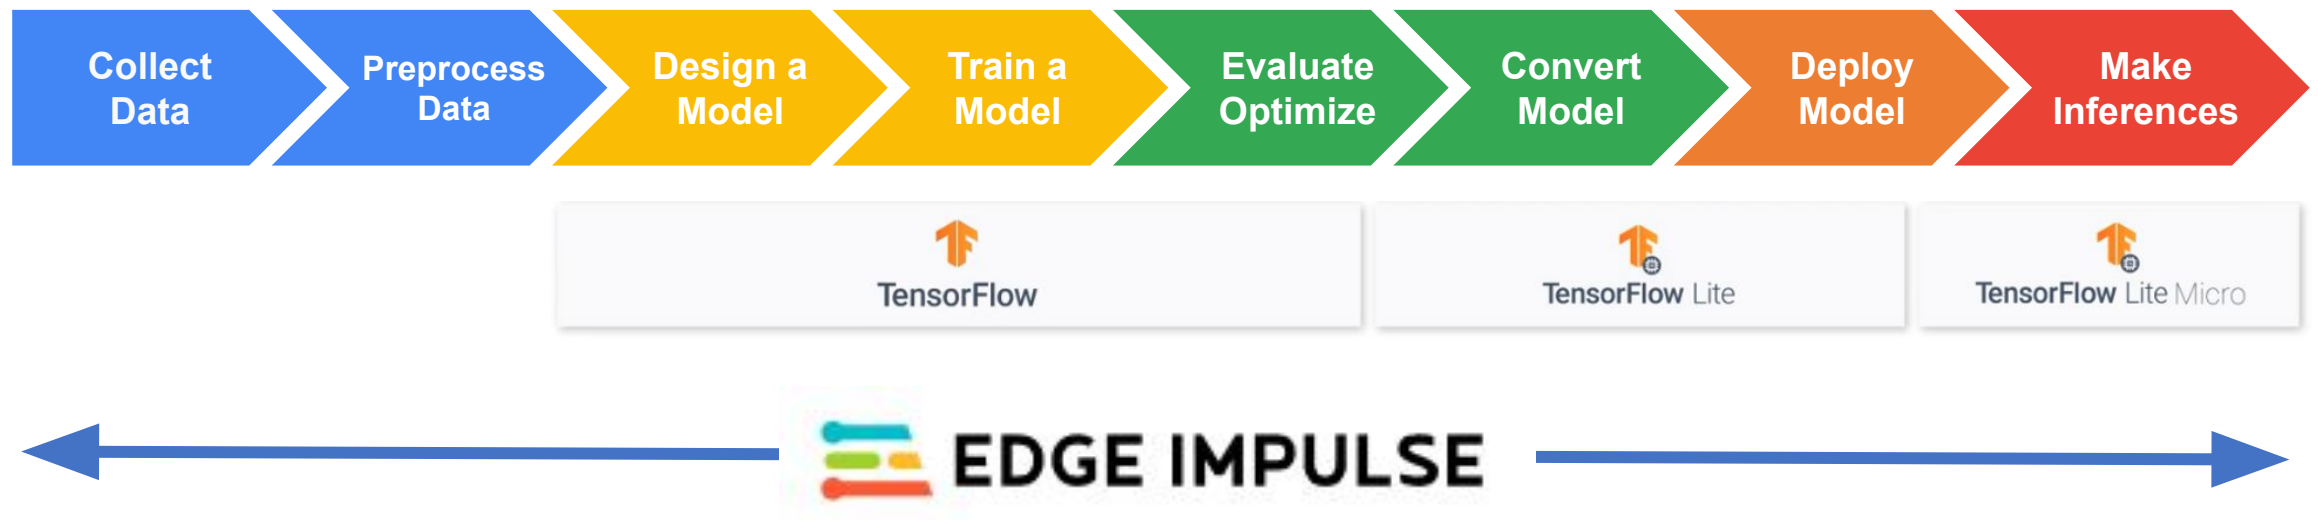 Collect
Data
Preprocess
Data
Design a
Model
Train a
Model
Evaluate
Optimize
Convert
Model
Deploy
Model
Make
Inferences
TensorFlow
TensorFlow Lite
TensorFlow Lite Micro
EDGE IMPULSE